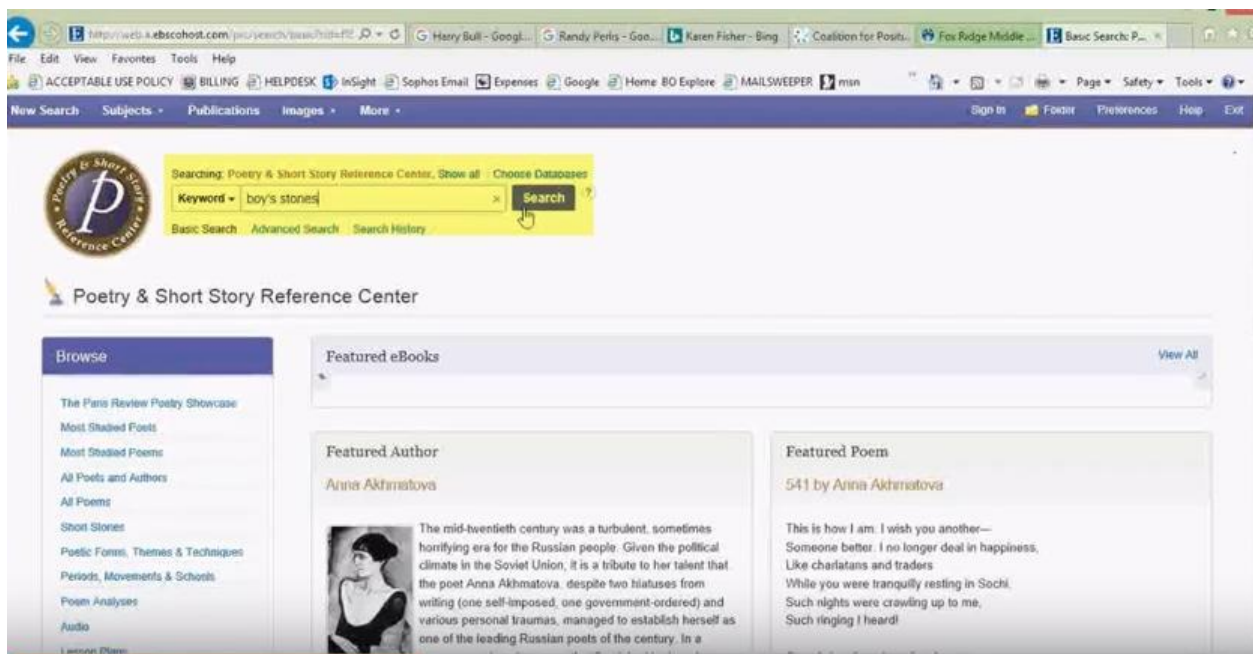 http://web.a.ebscohost.com/
G Harry Bull - Googl...
G Randy Perlis - Goo...
Karen Fisher - Bing
Coalition for Positi...
Fox Ridge Middle ...
Basic Search: P...
File Edit View Favorites Tools Help
ACCEPTABLE USE POLICY BILLING HELPDESK InSight Sophos Email Expenses Google Home BO Explore MAILSWEEPER msn Page Safety Tools
New Search Subjects Publications Images More Sign In Folder Preferences Help Exit
Poetry & Short Story
P
Reference Center
Searching: Poetry & Short Story Reference Center, Show all Choose Databases
Keyword boy's stories × Search ?
Basic Search Advanced Search Search History
Poetry & Short Story Reference Center
Browse
The Paris Review Poetry Showcase
Most Studied Poets
Most Studied Poems
All Poets and Authors
All Poems
Short Stories
Poetic Forms, Themes & Techniques
Periods, Movements & Schools
Poem Analyses
Audio
Lesson Plans
Featured eBooks View All
Featured Author
Anna Akhmatova
The mid-twentieth century was a turbulent, sometimes
horrifying era for the Russian people. Given the political
climate in the Soviet Union, it is a tribute to her talent that
the poet Anna Akhmatova, despite two hiatuses from
writing (one self-imposed, one government-ordered) and
various personal traumas, managed to establish herself as
one of the leading Russian poets of the century. In a
Featured Poem
541 by Anna Akhmatova
This is how I am. I wish you another—
Someone better. I no longer deal in happiness,
Like charlatans and traders
While you were tranquilly resting in Sochi,
Such nights were crawling up to me,
Such ringing I heard!